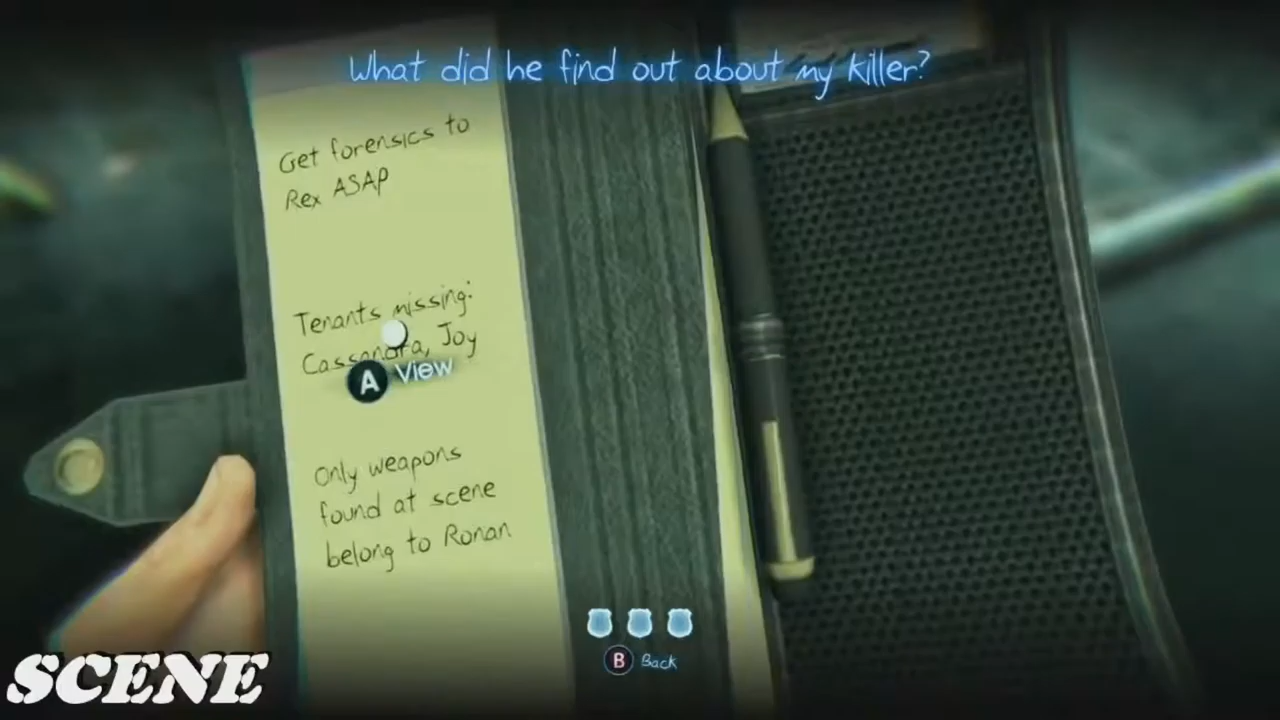 What did he find out about my killer?
Get forensics to
Rex ASAP
Tenants missing:
Cassandra, Joy
A View
Only weapons
found at scene
belong to Ronan
B Back
SCENE